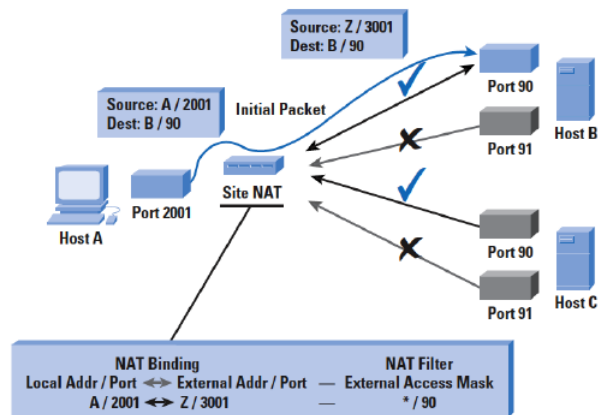 Source: Z / 3001
Dest: B / 90
Source: A / 2001
Dest: B / 90
Initial Packet
Port 90
Host B
Port 91
Site NAT
Port 2001
Host A
Port 90
Port 91
Host C
NAT Binding NAT Filter
Local Addr / Port External Addr / Port — External Access Mask
A / 2001 Z / 3001 — * / 90